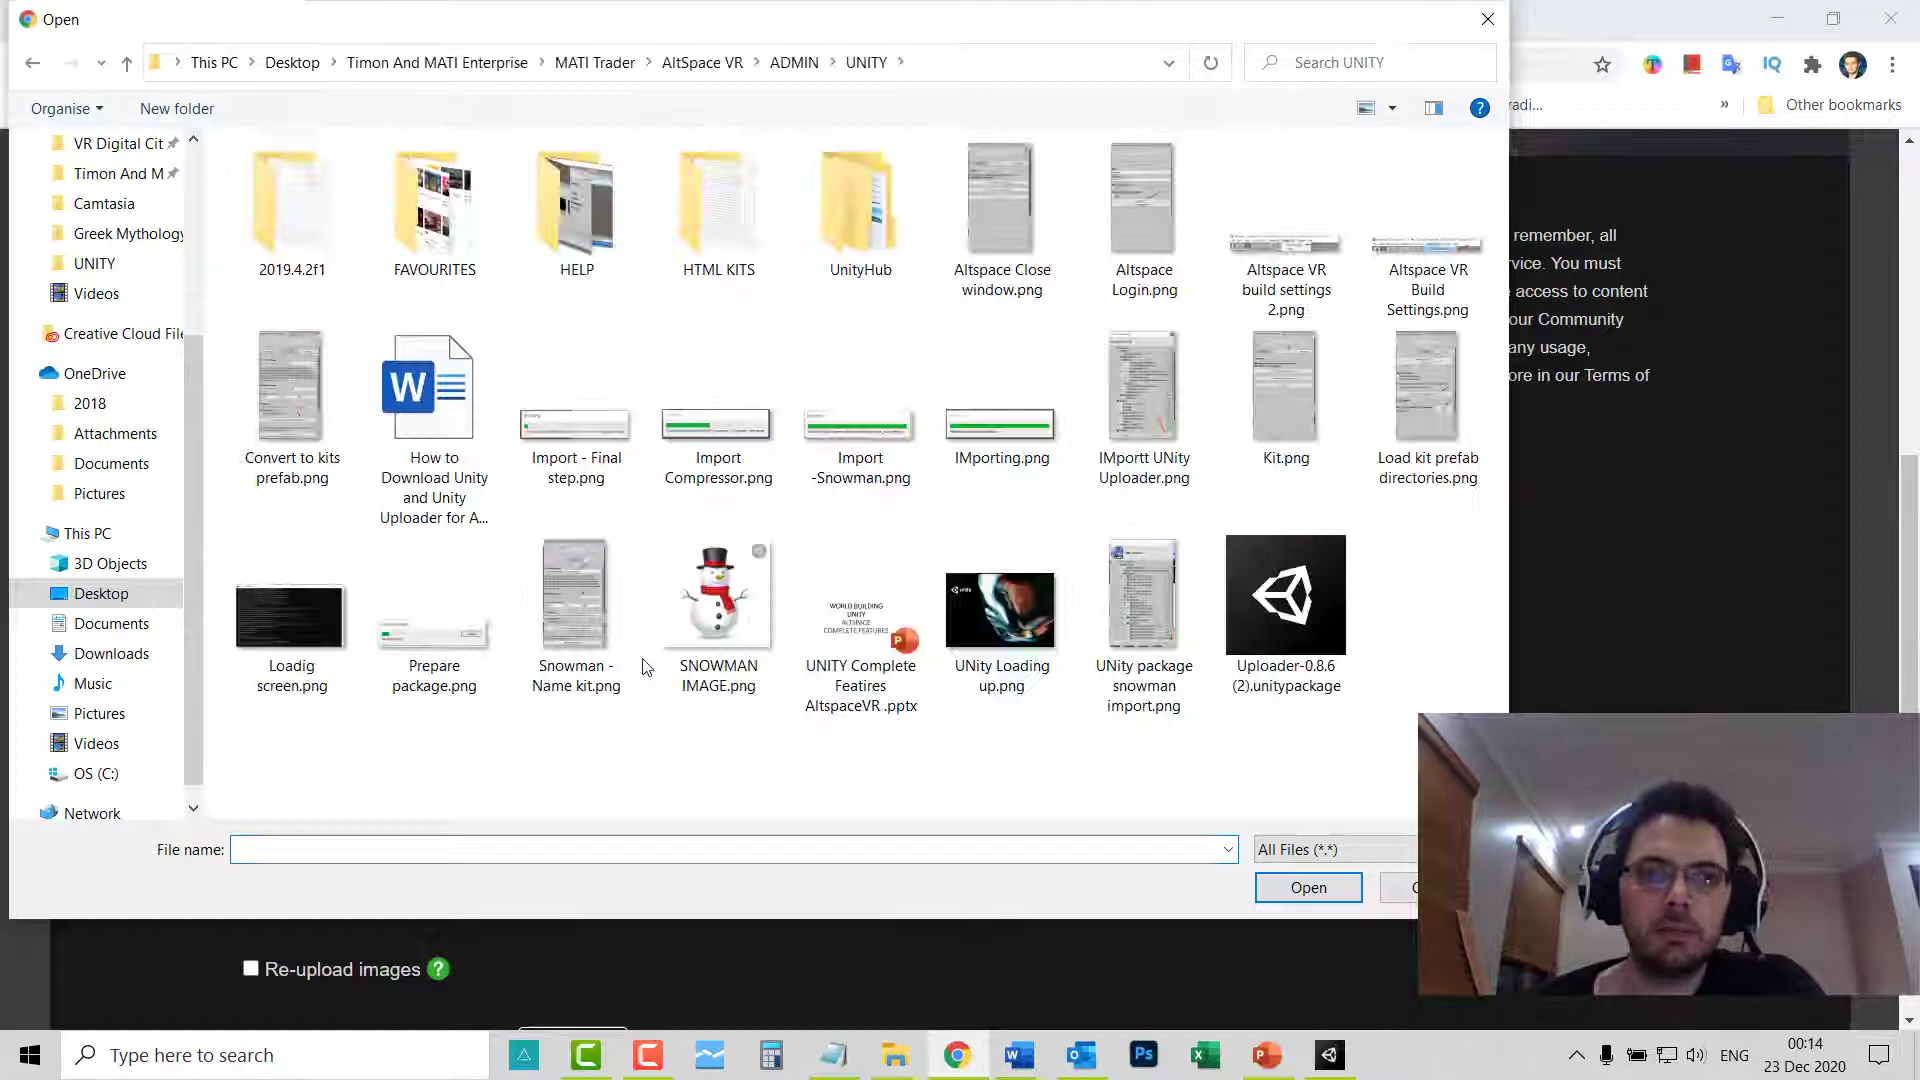 Open
This PC
Desktop
Timon And MATI Enterprise
MATI Trader
AltSpace VR
ADMIN
UNITY
Search UNITY
Organise
New folder
radi...
»
Other bookmarks
VR Digital Cit
Timon And M
Camtasia
Greek Mythology
UNITY
Videos
Creative Cloud File
OneDrive
2018
Attachments
Documents
Pictures
This PC
3D Objects
Desktop
Documents
Downloads
Music
Pictures
Videos
OS (C:)
Network
2019.4.2f1
FAVOURITES
HELP
HTML KITS
UnityHub
Altspace Close
window.png
Altspace
Login.png
Altspace VR
build settings
2.png
Altspace VR
Build
Settings.png
Convert to kits
prefab.png
How to
Download Unity
and Unity
Uploader for A...
Import - Final
step.png
Import
Compressor.png
Import
-Snowman.png
IMporting.png
IMportt UNity
Uploader.png
Kit.png
Load kit prefab
directories.png
Loadig
screen.png
Prepare
package.png
Snowman -
Name kit.png
SNOWMAN
IMAGE.png
WORLD BUILDING
UNITY
ALTSPACE
COMPLETE FEATURES
UNITY Complete
Featires
AltspaceVR .pptx
UNity Loading
up.png
UNity package
snowman
import.png
Uploader-0.8.6
(2).unitypackage
remember, all
rvice. You must
access to content
our Community
any usage,
ore in our Terms of
File name:
All Files (*.*)
Open
C
Re-upload images
Type here to search
ENG
00:14
23 Dec 2020